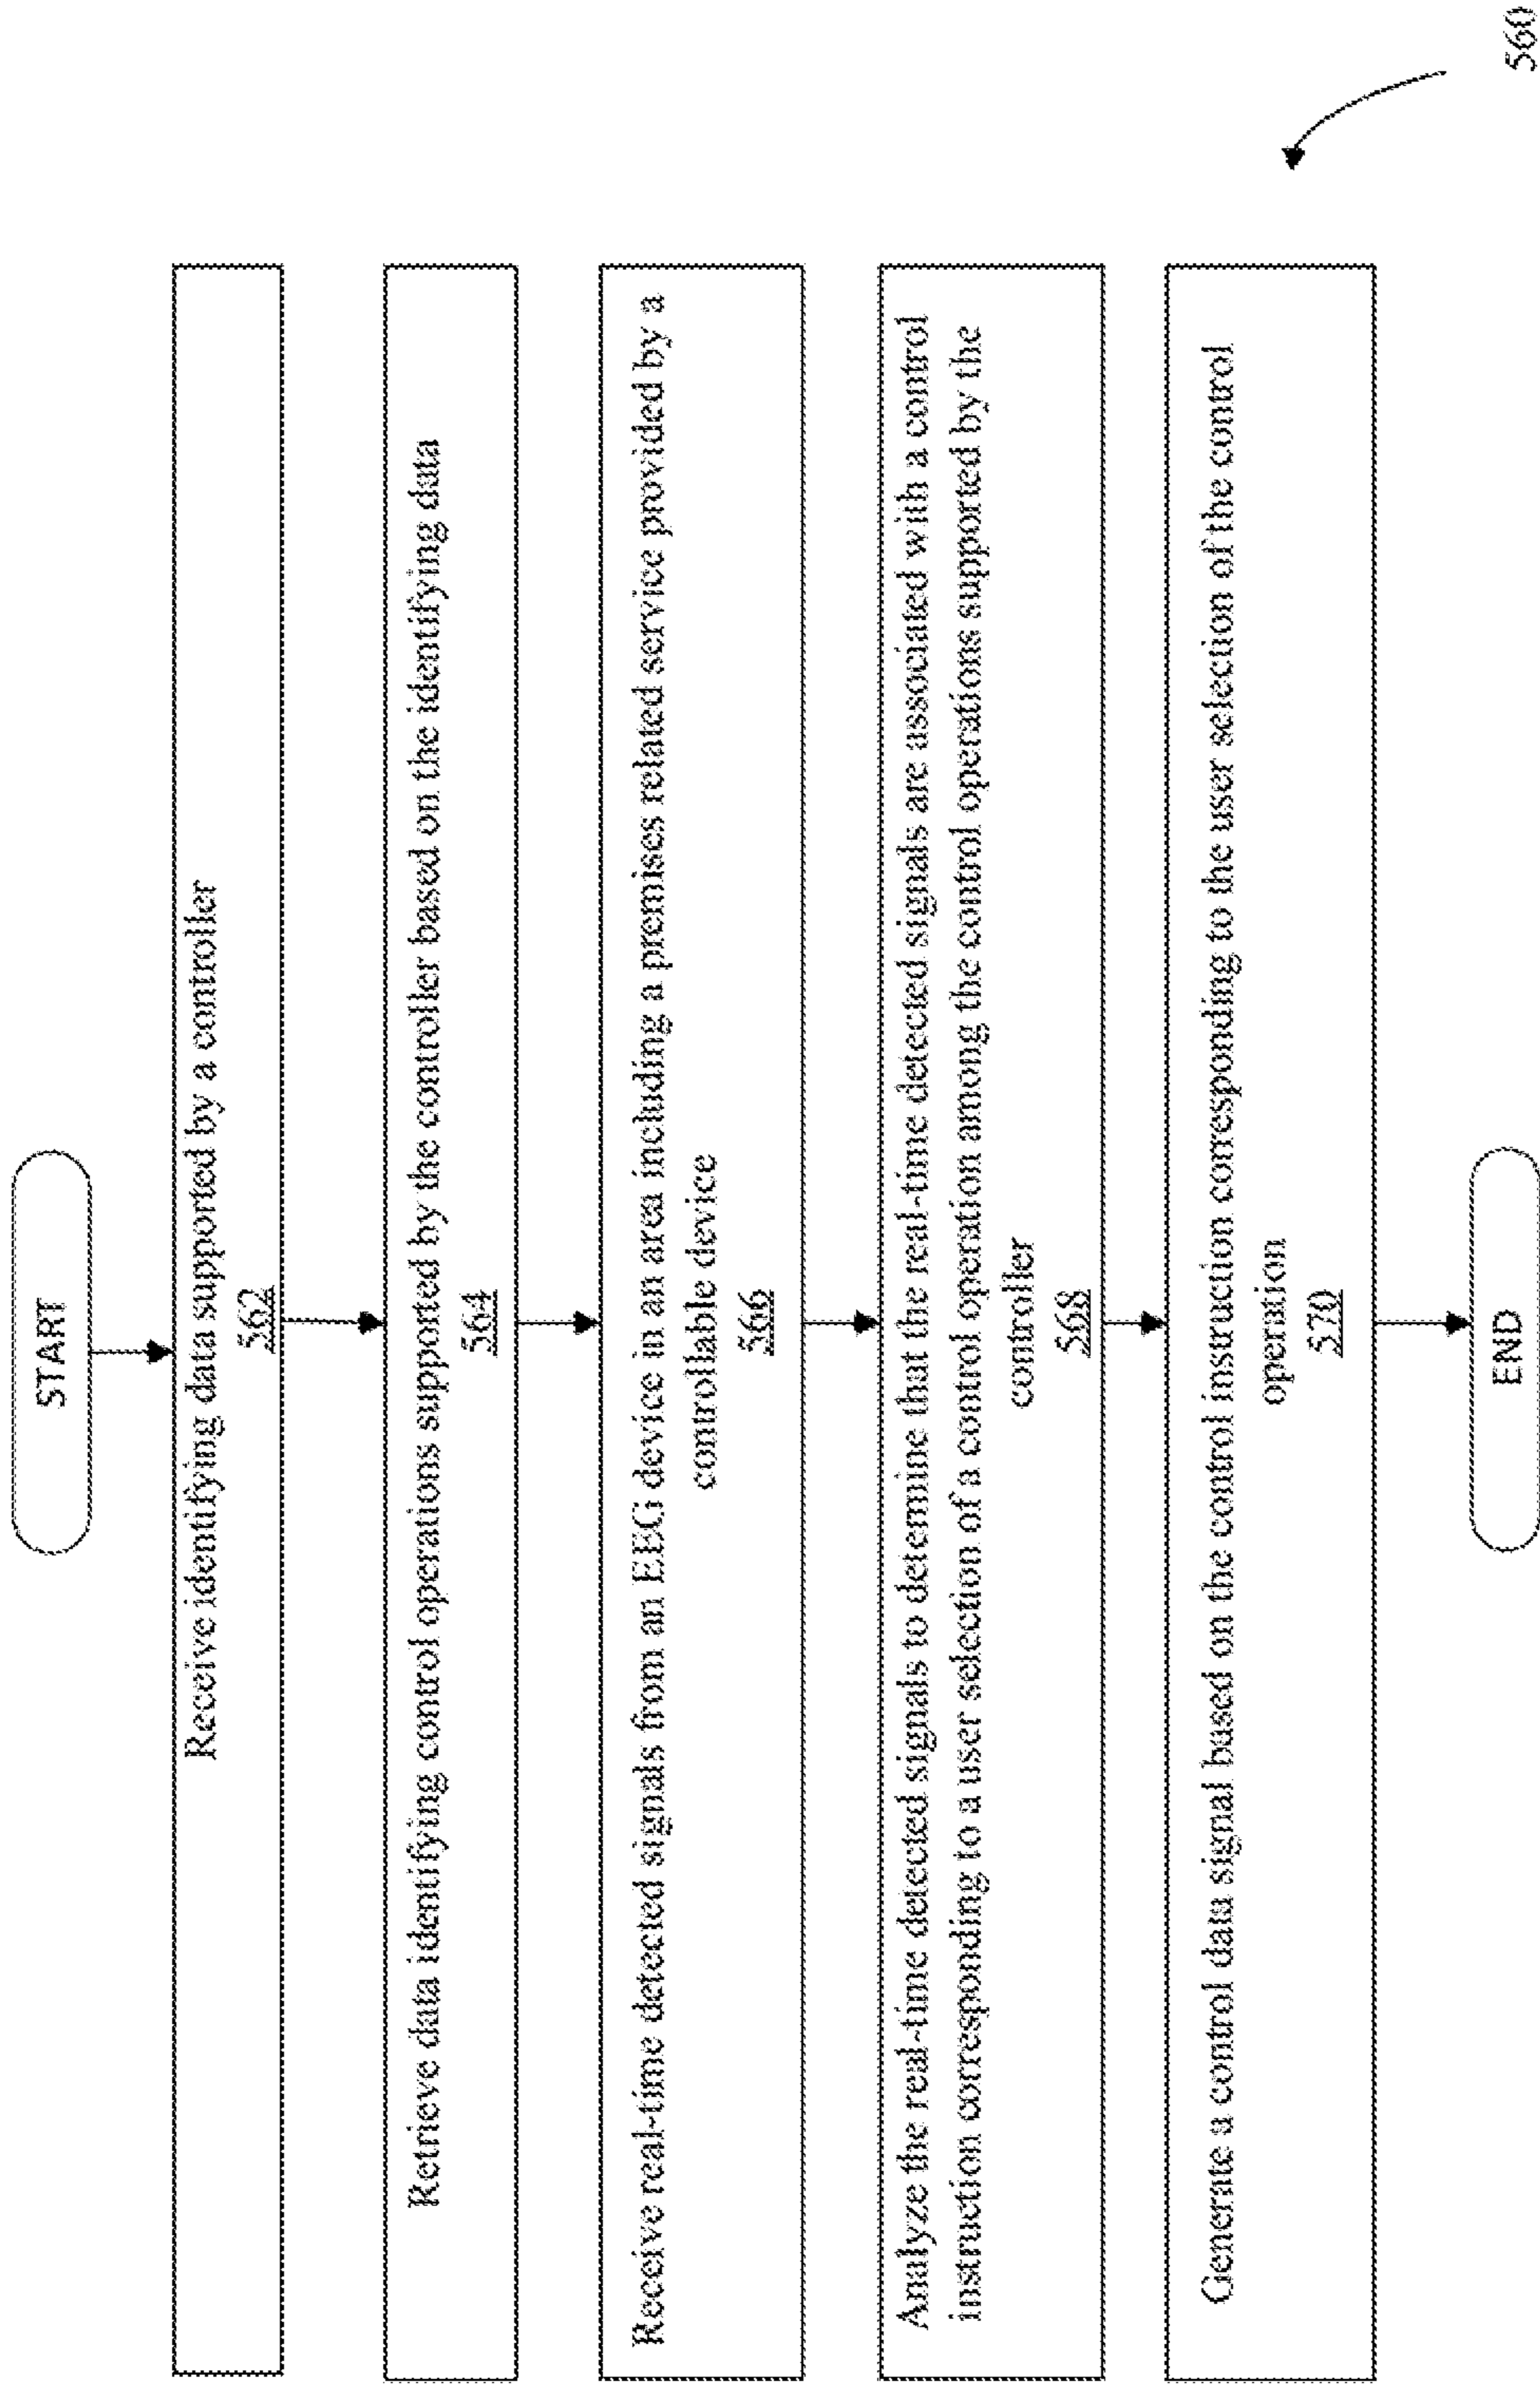 START
Receive identifying data supported by a controller
562
Retrieve data identifying control operations supported by the controller based on the identifying data
564
Receive real-time detected signals from an EEG device in an area including a premises related service provided by a
controllable device
566
Analyze the real-time detected signals to determine that the real-time detected signals are associated with a control
instruction corresponding to a user selection of a control operation among the control operations supported by the
controller
568
Generate a control data signal based on the control instruction corresponding to the user selection of the control
operation
570
END
560